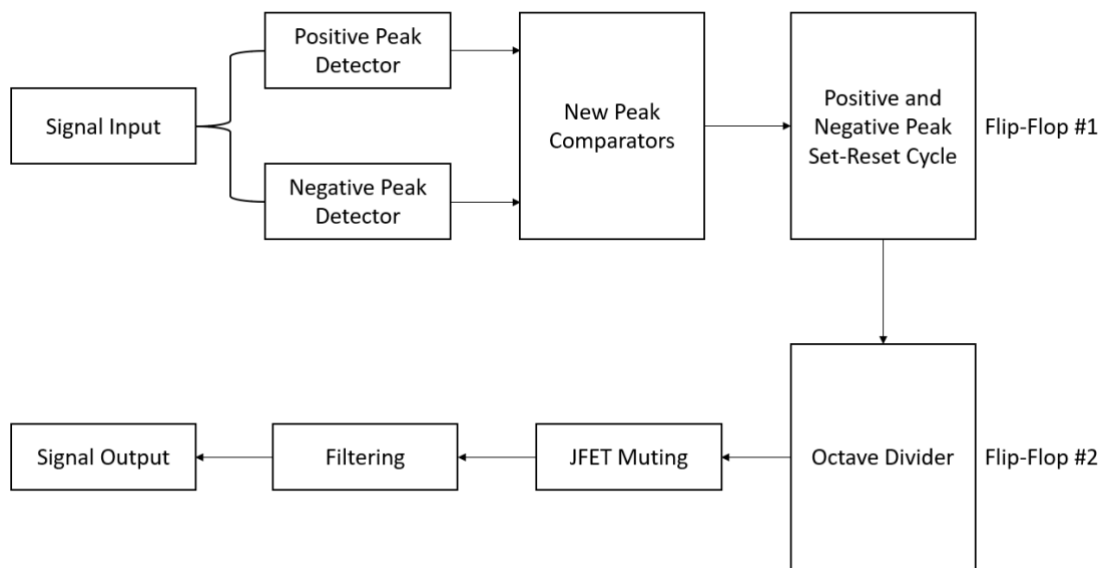 Positive Peak
Detector
Signal Input
Negative Peak
Detector
New Peak
Comparators
Positive and
Negative Peak
Set-Reset Cycle
Flip-Flop #1
Signal Output
Filtering
JFET Muting
Octave Divider
Flip-Flop #2